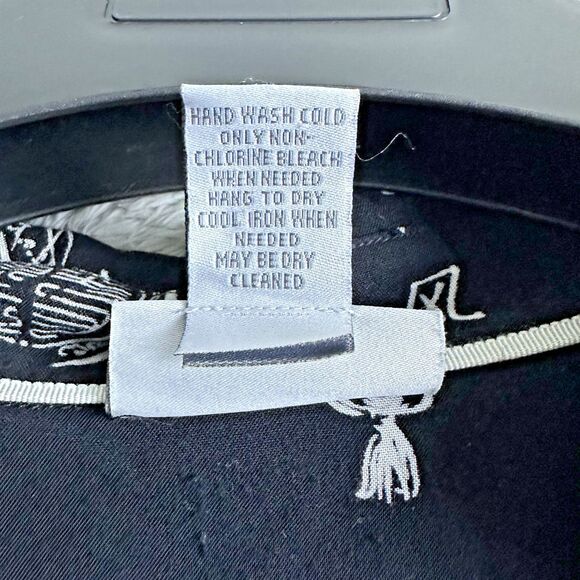 HAND WASH COLD
ONLY NON-
CHLORINE BLEACH
WHEN NEEDED
HANG TO DRY
COOL IRON WHEN
NEEDED
MAY BE DRY
CLEANED